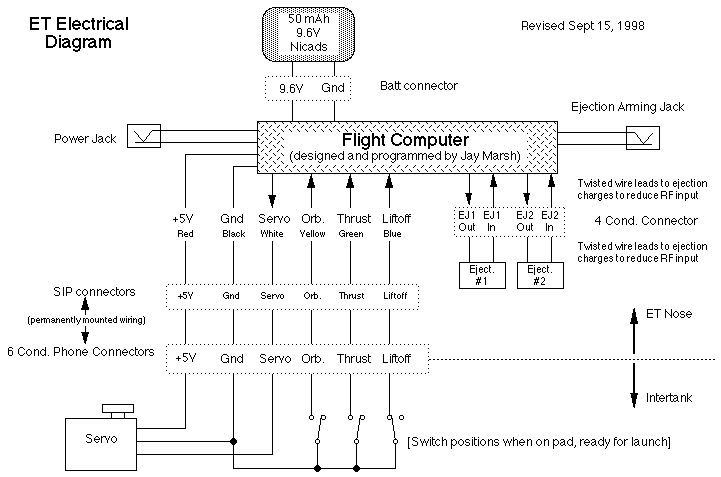 ET Electrical
Diagram
50 mAh
9.6V
Nicads
Revised Sept 15, 1998
9.6V Gnd
Batt connector
Ejection Arming Jack
Power Jack
Flight Computer
(designed and programmed by Jay Marsh)
Twisted wire leads to ejection
charges to reduce RF input
+5V Gnd Servo Orb. Thrust Liftoff
Red Black White Yellow Green Blue
EJ1 EJ1 EJ2 EJ2
Out In Out In
4 Cond. Connector
Twisted wire leads to ejection
charges to reduce RF input
Eject. Eject.
#1 #2
SIP connectors
+5V Gnd Servo Orb. Thrust Liftoff
(permanently mounted wiring)
ET Nose
6 Cond. Phone Connectors
+5V Gnd Servo Orb. Thrust Liftoff
Intertank
Servo
[Switch positions when on pad, ready for launch]